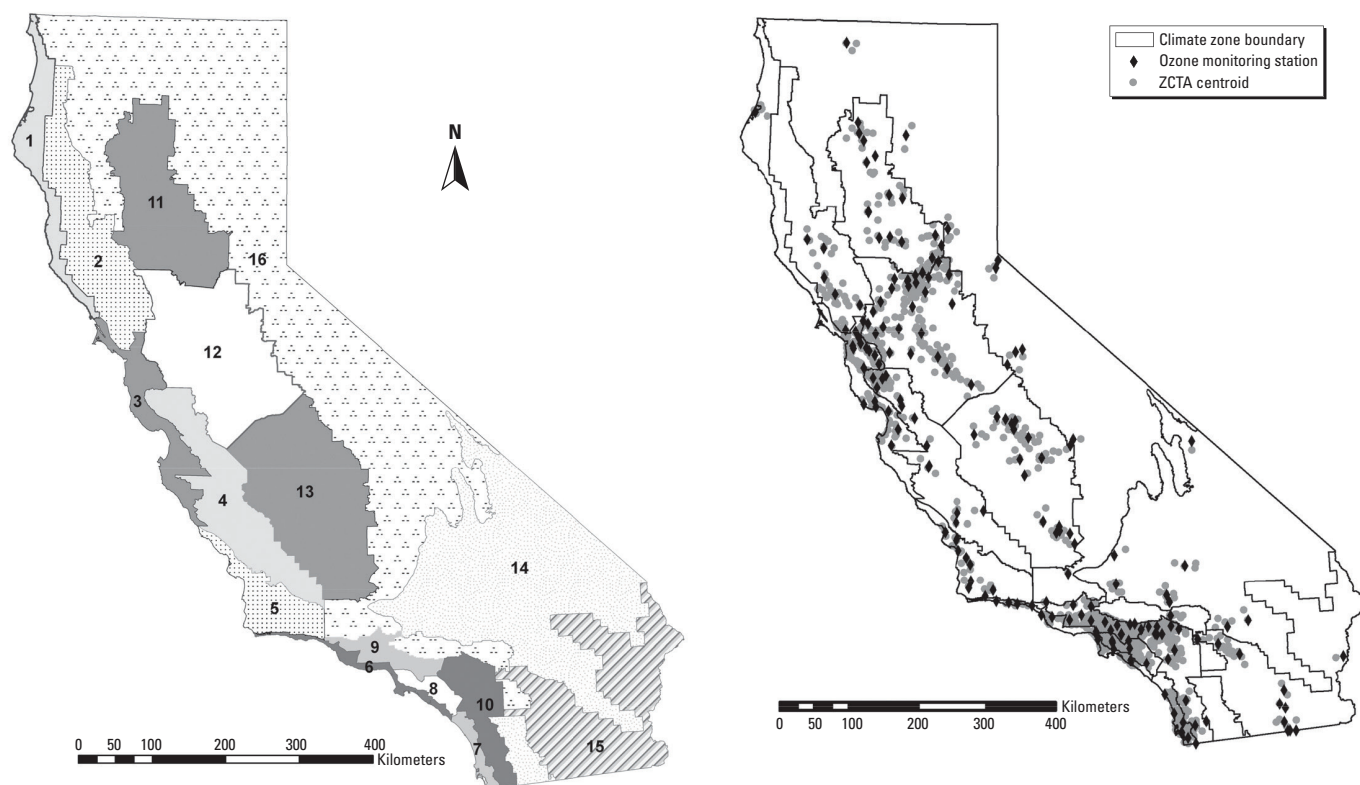 1
2
3
4
5
6
7
8
9
10
11
12
13
14
15
16
N
0 50 100 200 300 400
Kilometers
Climate zone boundary
Ozone monitoring station
ZCTA centroid
0 50 100 200 300 400
Kilometers